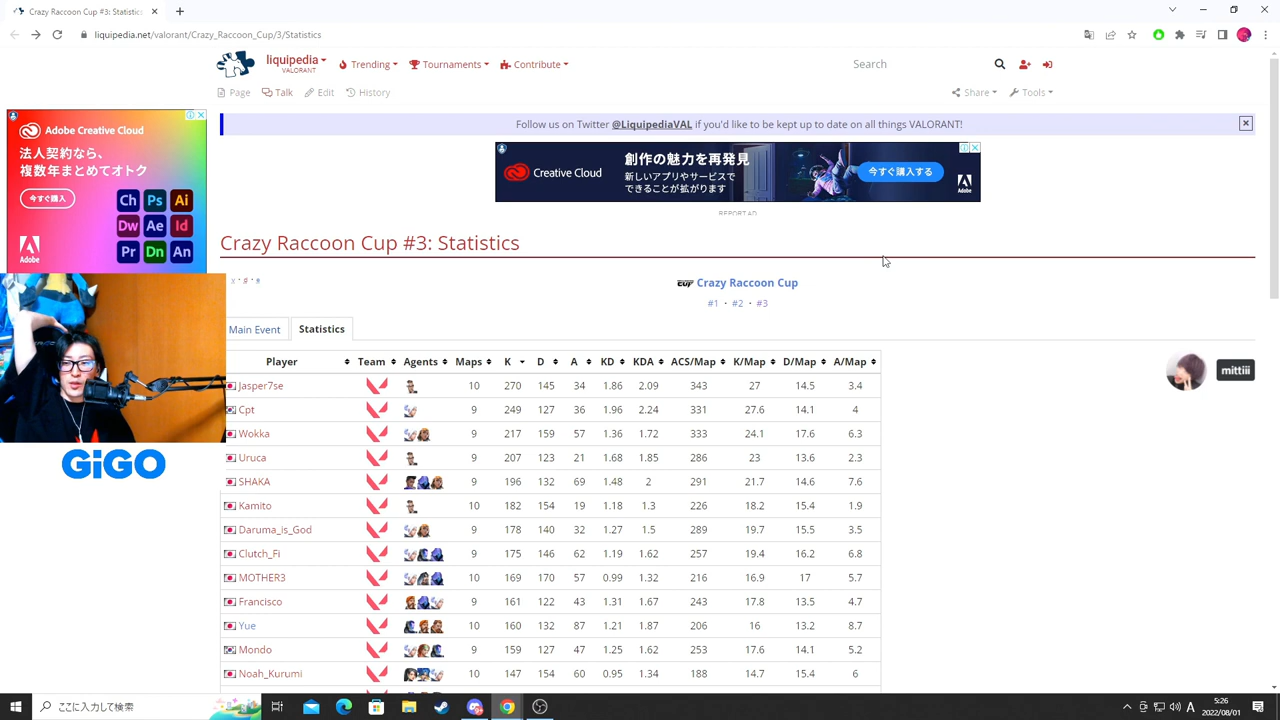 Crazy Raccoon Cup #3: Statistics
liquipedia.net/valorant/Crazy_Raccoon_Cup/3/Statistics
liquipedia
VALORANT
Trending
Tournaments
Contribute
Search
Page
Talk
Edit
History
Share
Tools
Follow us on Twitter @LiquipediaVAL if you'd like to be kept up to date on all things VALORANT!
Adobe Creative Cloud
法人契約なら、
複数年まとめてオトク
今すぐ購入
Ch Ps Ai
Dw Ae Id
Pr Dn An
Adobe
Creative Cloud
創作の魅力を再発見
新しいアプリやサービスで
できることが拡がります
今すぐ購入する
Adobe
REPORT AD
Crazy Raccoon Cup #3: Statistics
CUP Crazy Raccoon Cup
#1 · #2 · #3
Main Event
Statistics
Player Team Agents Maps K D A KD KDA ACS/Map K/Map D/Map A/Map
Jasper7se 10 270 145 34 1.86 2.09 343 27 14.5 3.4
Cpt 9 249 127 36 1.96 2.24 331 27.6 14.1 4
Wokka 9 217 159 57 1.36 1.72 333 24.1 17.6 6.3
Uruca 9 207 123 21 1.68 1.85 286 23 13.6 2.3
SHAKA 9 196 132 69 1.48 2 291 21.7 14.6 7.6
Kamito 10 182 154 19 1.18 1.3 226 18.2 15.4 1.9
Daruma_is_God 9 178 140 32 1.27 1.5 289 19.7 15.5 3.5
Clutch_Fi 9 175 146 62 1.19 1.62 257 19.4 16.2 6.8
MOTHER3 10 169 170 57 0.99 1.32 216 16.9 17 5.7
Francisco 9 161 122 43 1.31 1.67 243 17.8 13.5 4.7
Yue 10 160 132 87 1.21 1.87 206 16 13.2 8.7
Mondo 9 159 127 47 1.25 1.62 253 17.6 14.1 5.2
Noah_Kurumi 10 147 154 60 0.95 1.34 188 14.7 15.4 6
mittiii
GiGO
ここに入力して検索
A
5:26
2022/08/01